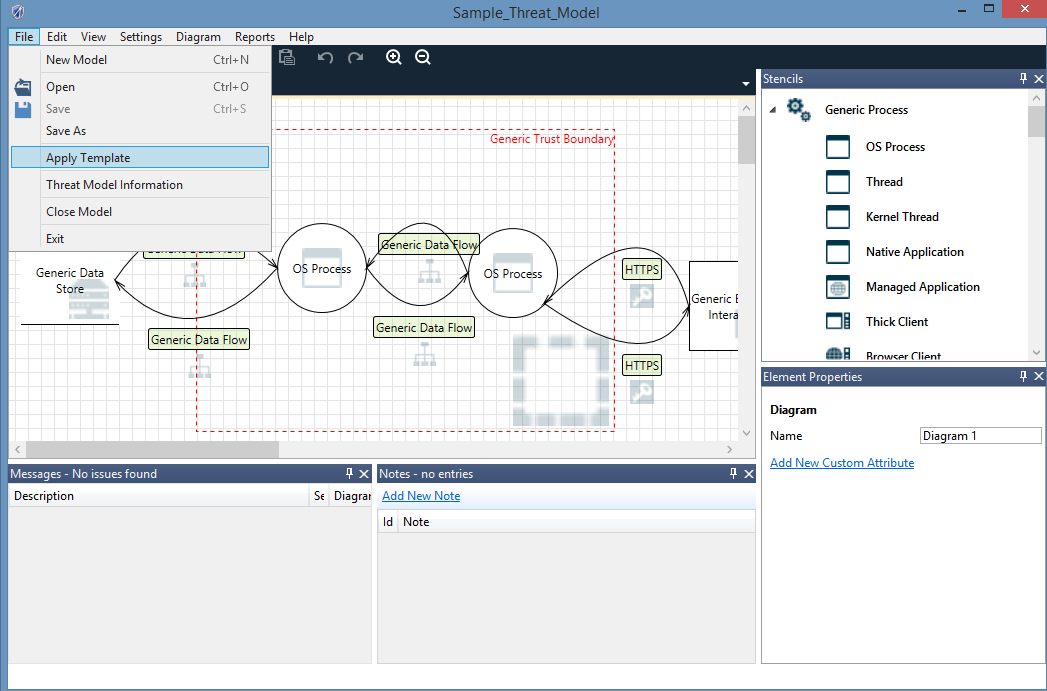 Sample_Threat_Model
File Edit View Settings Diagram Reports Help
New Model Ctrl+N
Open Ctrl+O
Save Ctrl+S
Save As
Apply Template
Threat Model Information
Close Model
Exit
Generic Trust Boundary
Generic Data Flow
Generic Data
Store
OS Process
Generic Data Flow
OS Process
HTTPS
Generic E
Intera
Generic Data Flow
Generic Data Flow
HTTPS
Stencils
Generic Process
OS Process
Thread
Kernel Thread
Native Application
Managed Application
Thick Client
Browser Client
Element Properties
Diagram
Name Diagram 1
Add New Custom Attribute
Messages - No issues found
Description Se Diagram
Notes - no entries
Add New Note
Id Note